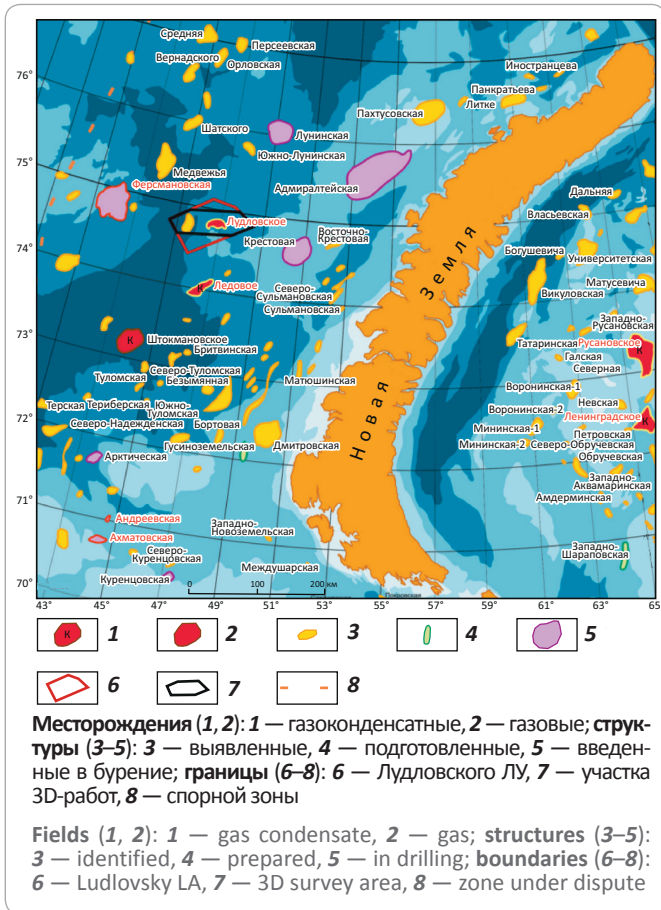 Средняя
Персеевская
Вернадского
Орловская
76°
Иностранцева
Панкратьева
Литке
Пахтусовская
Шатского
Лунинская
75°
Южно-Лунинская
Медвежья
Ферсмановская
Адмиралтейская
Дальняя
Власьевская
Лудловское
74°
Крестовая
Восточно-
Крестовая
Богушевича
Университетская
Ледовое
К
Северо-
Сульмановская
Сульмановская
Матусевича
Викуловская
73°
К
Штокмановское
Бритвинская
Западно-
Русановская
Татаринская
Русановское
К
Галская
Северная
Северо-Туломская
Туломская
Безымянная
Матюшинская
Воронинская-1
72°
Терская
Териберская
Южно-
Туломская
Невская
Воронинская-2
Ленинградское
К
Северо-Надежденская
Бортовая
Мининская-1
Петровская
Гусиноземельская
Дмитровская
Мининская-2
Северо-Обручевская
Арктическая
Обручевская
Западно-
Аквамаринская
71°
Амдерминская
Андреевская
Западно-
Новоземельская
Ахматовская
Северо-
Куренцовская
Западно-
Шараповская
Междушарская
Куренцовская
70°
Новая Земля
0 100 200 км
43° 45° 47° 49° 51° 53° 55° 57° 59° 61° 63° 65
К 1 2 3 4 5
6 7 8
Месторождения (1, 2): 1 — газоконденсатные, 2 — газовые; струк-
туры (3–5): 3 — выявленные, 4 — подготовленные, 5 — введен-
ные в бурение; границы (6–8): 6 — Лудловского ЛУ, 7 — участка
3D-работ, 8 — спорной зоны
Fields (1, 2): 1 — gas condensate, 2 — gas; structures (3–5):
3 — identified, 4 — prepared, 5 — in drilling; boundaries (6–8):
6 — Ludlovsky LA, 7 — 3D survey area, 8 — zone under dispute